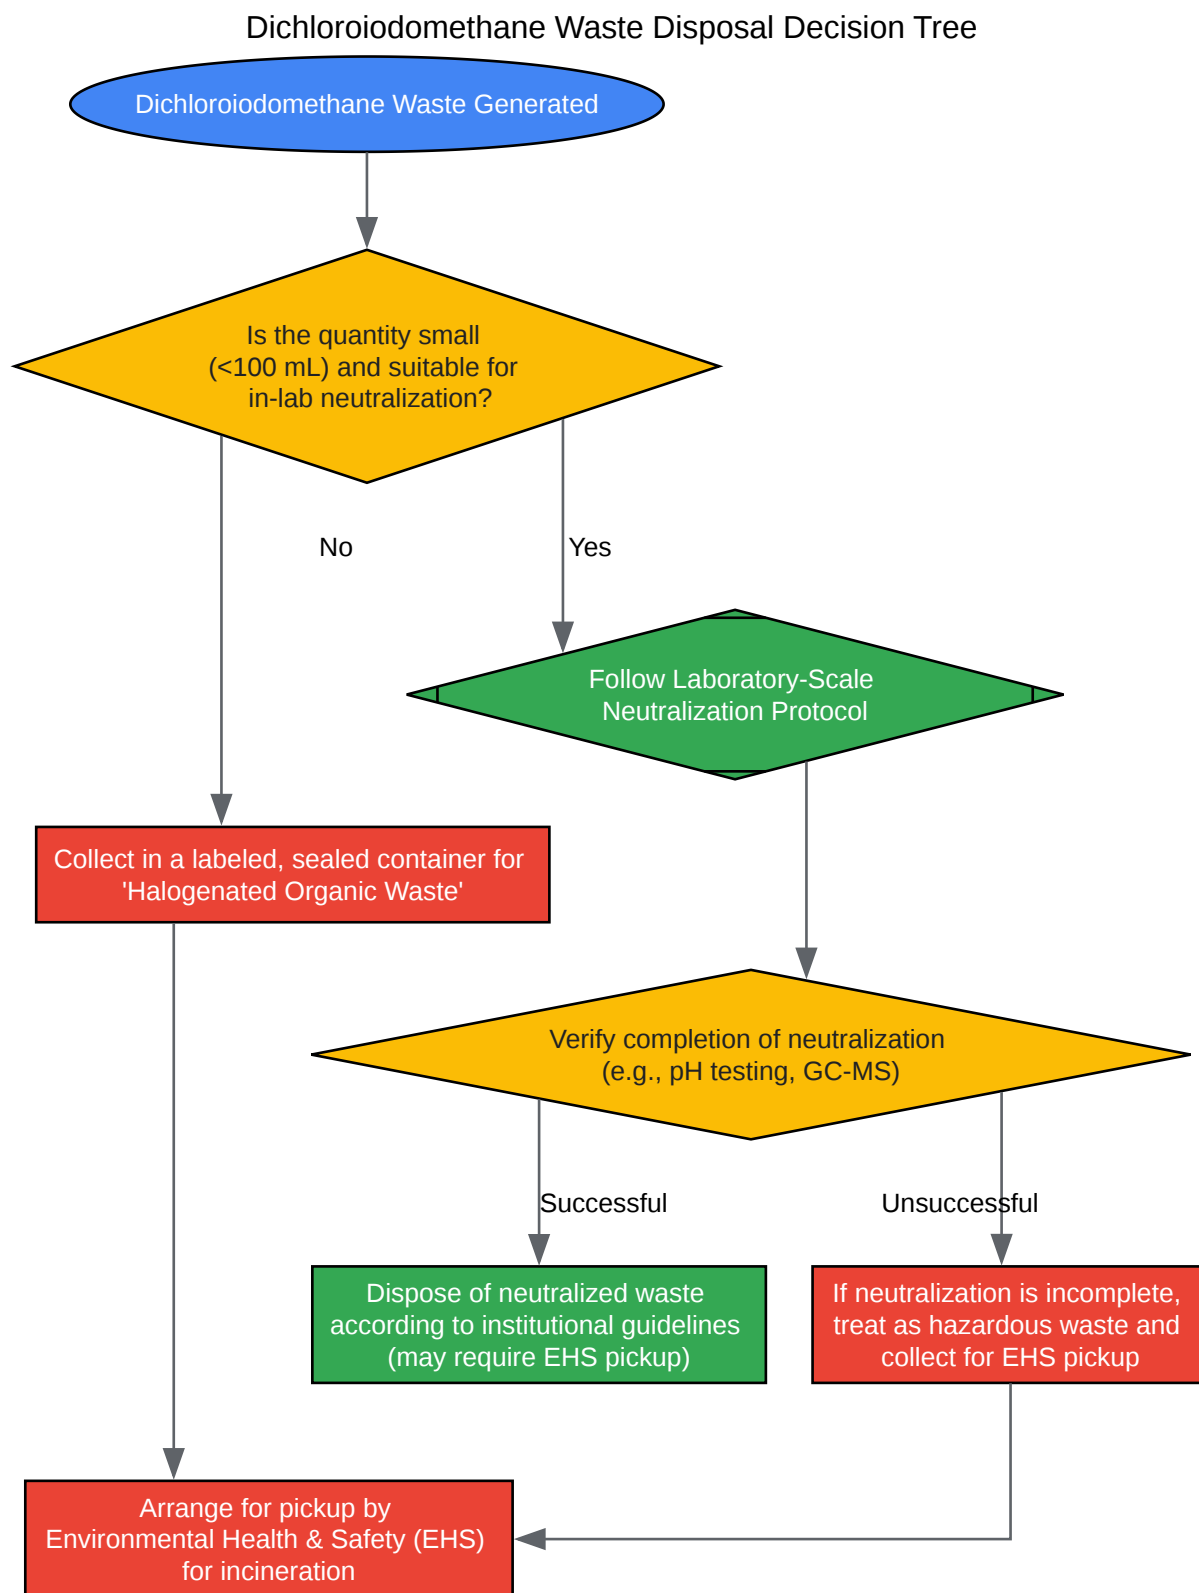 Dichloroiodomethane Waste Disposal Decision Tree
Dichloroiodomethane Waste Generated
Is the quantity small
(<100 mL) and suitable for
in-lab neutralization?
No
Yes
Follow Laboratory-Scale
Neutralization Protocol
Collect in a labeled, sealed container for
'Halogenated Organic Waste'
Verify completion of neutralization
(e.g., pH testing, GC-MS)
Successful
Unsuccessful
Dispose of neutralized waste
according to institutional guidelines
(may require EHS pickup)
If neutralization is incomplete,
treat as hazardous waste and
collect for EHS pickup
Arrange for pickup by
Environmental Health & Safety (EHS)
for incineration